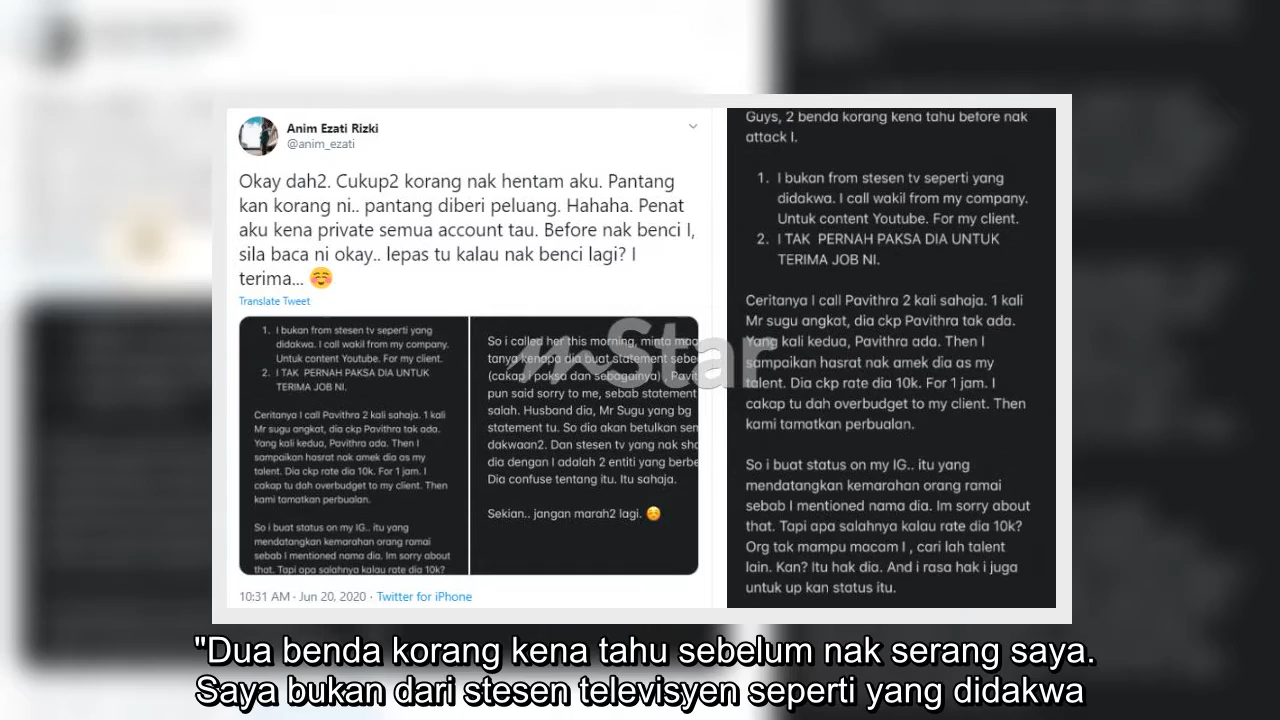 Anim Ezati Rizki
@anim_ezati
Okay dah2. Cukup2 korang nak hentam aku. Pantang
kan korang ni.. pantang diberi peluang. Hahaha. Penat
aku kena private semua account tau. Before nak benci I,
sila baca ni okay.. lepas tu kalau nak benci lagi? I
terima... ☺️
Translate Tweet
1. I bukan from stesen tv seperti yang
didakwa. I call wakil from my company.
Untuk content Youtube. For my client.
2. I TAK PERNAH PAKSA DIA UNTUK
TERIMA JOB NI.
Ceritanya I call Pavithra 2 kali sahaja. 1 kali
Mr sugu angkat, dia ckp Pavithra tak ada.
Yang kali kedua, Pavithra ada. Then I
sampaikan hasrat nak amek dia as my
talent. Dia ckp rate dia 10k. For 1 jam. I
cakap tu dah overbudget to my client. Then
kami tamatkan perbualan.
So i buat status on my IG.. itu yang
mendatangkan kemarahan orang ramai
sebab I mentioned nama dia. Im sorry about
that. Tapi apa salahnya kalau rate dia 10k?
So i called her this morning, minta
tanya kenapa dia buat statement sebe
(cakap I paksa dan sebagainya). Pavit
pun said sorry to me, sebab statement
salah. Husband dia, Mr Sugu yang bg
statement tu. So dia akan betulkan sem
dakwaan2. Dan stesen tv yang nak sho
dia dengan I adalah 2 entiti yang berbe
Dia confuse tentang itu. Itu sahaja.
Sekian.. jangan marah2 lagi. ☺️
10:31 AM · Jun 20, 2020 · Twitter for iPhone
Guys, 2 benda korang kena tahu before nak
attack I.
1. I bukan from stesen tv seperti yang
didakwa. I call wakil from my company.
Untuk content Youtube. For my client.
2. I TAK PERNAH PAKSA DIA UNTUK
TERIMA JOB NI.
Ceritanya I call Pavithra 2 kali sahaja. 1 kali
Mr sugu angkat, dia ckp Pavithra tak ada.
Yang kali kedua, Pavithra ada. Then I
sampaikan hasrat nak amek dia as my
talent. Dia ckp rate dia 10k. For 1 jam. I
cakap tu dah overbudget to my client. Then
kami tamatkan perbualan.
So i buat status on my IG.. itu yang
mendatangkan kemarahan orang ramai
sebab I mentioned nama dia. Im sorry about
that. Tapi apa salahnya kalau rate dia 10k?
Org tak mampu macam I , cari lah talent
lain. Kan? Itu hak dia. And i rasa hak i juga
untuk up kan status itu.
mStar
"Dua benda korang kena tahu sebelum nak serang saya.
Saya bukan dari stesen televisyen seperti yang didakwa